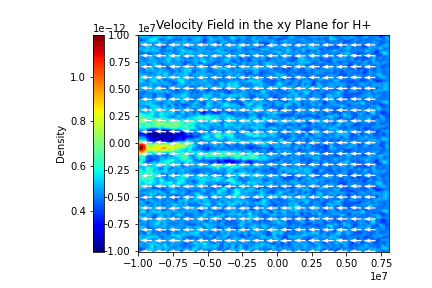 Velocity Field in the xy Plane for H+
1e−12
1e7
1.0
0.8
0.6
0.4
Density
1.00
0.75
0.50
0.25
0.00
−0.25
−0.50
−0.75
−1.00
−1.00 −0.75 −0.50 −0.25 0.00 0.25 0.50 0.75
1e7